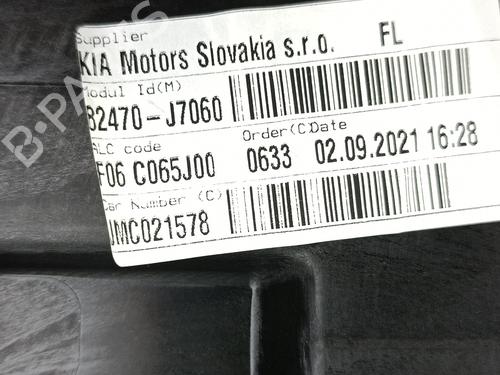 Supplier
KIA Motors Slovakia s.r.o. FL
Modul Id(M)
82470-J7060
ALC code Order(C)Date
F06 C065J00 0633 02.09.2021 16:28
Car Number (C)
JMC021578
B-PARTS